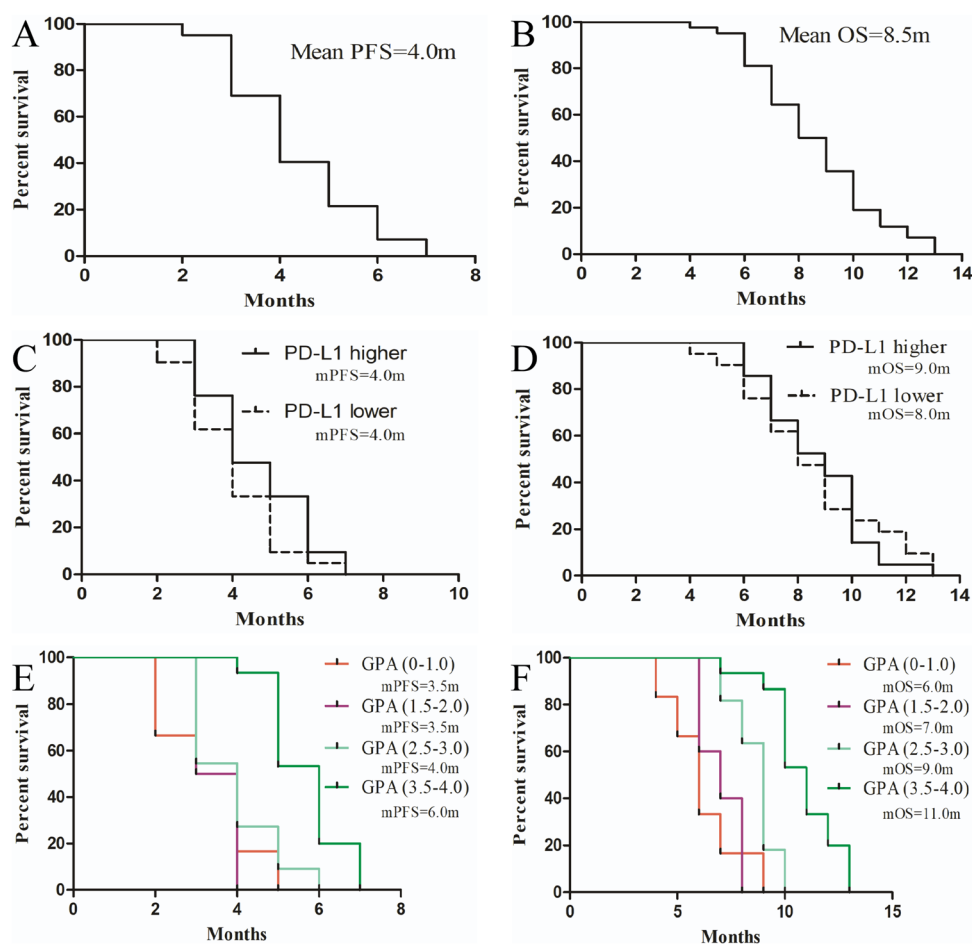 A
Mean PFS=4.0m
Percent survival
100
80
60
40
20
0
0 2 4 6 8
Months
B
Mean OS=8.5m
Percent survival
100
80
60
40
20
0
0 2 4 6 8 10 12 14
Months
C
PD-L1 higher
mPFS=4.0m
PD-L1 lower
mPFS=4.0m
Percent survival
100
80
60
40
20
0
0 2 4 6 8 10
Months
D
PD-L1 higher
mOS=9.0m
PD-L1 lower
mOS=8.0m
Percent survival
100
80
60
40
20
0
0 2 4 6 8 10 12 14
Months
E
GPA (0-1.0)
mPFS=3.5m
GPA (1.5-2.0)
mPFS=3.5m
GPA (2.5-3.0)
mPFS=4.0m
GPA (3.5-4.0)
mPFS=6.0m
Percent survival
100
80
60
40
20
0
0 2 4 6 8
Months
F
GPA (0-1.0)
mOS=6.0m
GPA (1.5-2.0)
mOS=7.0m
GPA (2.5-3.0)
mOS=9.0m
GPA (3.5-4.0)
mOS=11.0m
Percent survival
100
80
60
40
20
0
0 5 10 15
Months